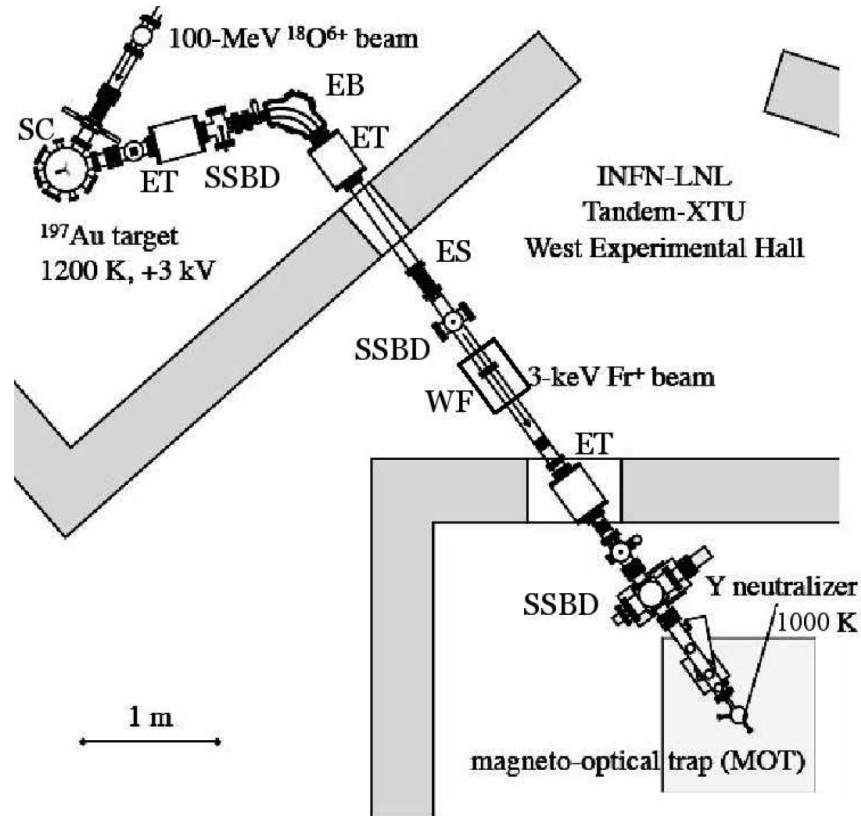 100-MeV ¹⁸O⁶⁺ beam
EB
SC
ET
ET
SSBD
INFN-LNL
Tandem-XTU
West Experimental Hall
¹⁹⁷Au target
1200 K, +3 kV
ES
SSBD
3-keV Fr⁺ beam
WF
ET
Y neutralizer
1000 K
SSBD
1 m
magneto-optical trap (MOT)